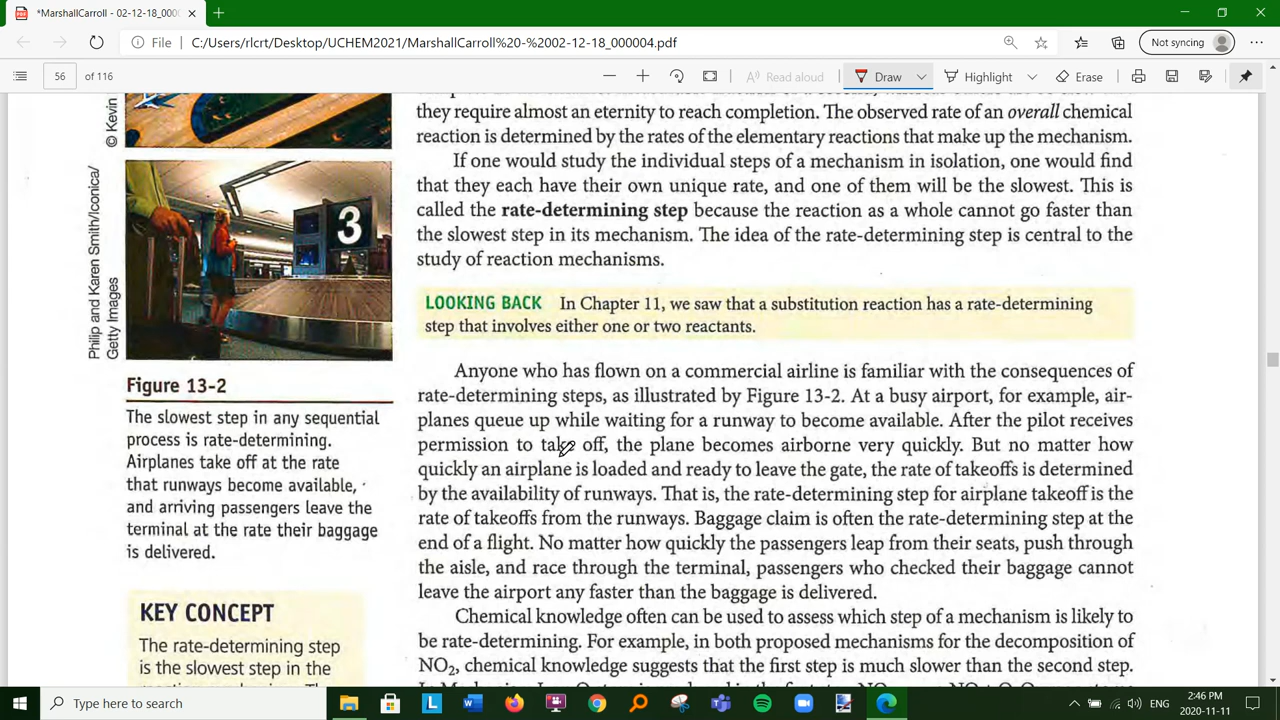 *MarshallCarroll - 02-12-18_0000
File C:/Users/rlcrt/Desktop/UCHEM2021/MarshallCarroll%20-%2002-12-18_000004.pdf
Not syncing
56 of 116
Read aloud
Draw
Highlight
Erase
© Kevin
Philip and Karen Smith/Iconica/
Getty Images
3
Figure 13-2
The slowest step in any sequential
process is rate-determining.
Airplanes take off at the rate
that runways become available,
and arriving passengers leave the
terminal at the rate their baggage
is delivered.
KEY CONCEPT
The rate-determining step
is the slowest step in the
they require almost an eternity to reach completion. The observed rate of an overall chemical
reaction is determined by the rates of the elementary reactions that make up the mechanism.
If one would study the individual steps of a mechanism in isolation, one would find
that they each have their own unique rate, and one of them will be the slowest. This is
called the rate-determining step because the reaction as a whole cannot go faster than
the slowest step in its mechanism. The idea of the rate-determining step is central to the
study of reaction mechanisms.
LOOKING BACK In Chapter 11, we saw that a substitution reaction has a rate-determining
step that involves either one or two reactants.
Anyone who has flown on a commercial airline is familiar with the consequences of
rate-determining steps, as illustrated by Figure 13-2. At a busy airport, for example, air-
planes queue up while waiting for a runway to become available. After the pilot receives
permission to take off, the plane becomes airborne very quickly. But no matter how
quickly an airplane is loaded and ready to leave the gate, the rate of takeoffs is determined
by the availability of runways. That is, the rate-determining step for airplane takeoff is the
rate of takeoffs from the runways. Baggage claim is often the rate-determining step at the
end of a flight. No matter how quickly the passengers leap from their seats, push through
the aisle, and race through the terminal, passengers who checked their baggage cannot
leave the airport any faster than the baggage is delivered.
Chemical knowledge often can be used to assess which step of a mechanism is likely to
be rate-determining. For example, in both proposed mechanisms for the decomposition of
NO₂, chemical knowledge suggests that the first step is much slower than the second step.
Type here to search
ENG
2:46 PM
2020-11-11